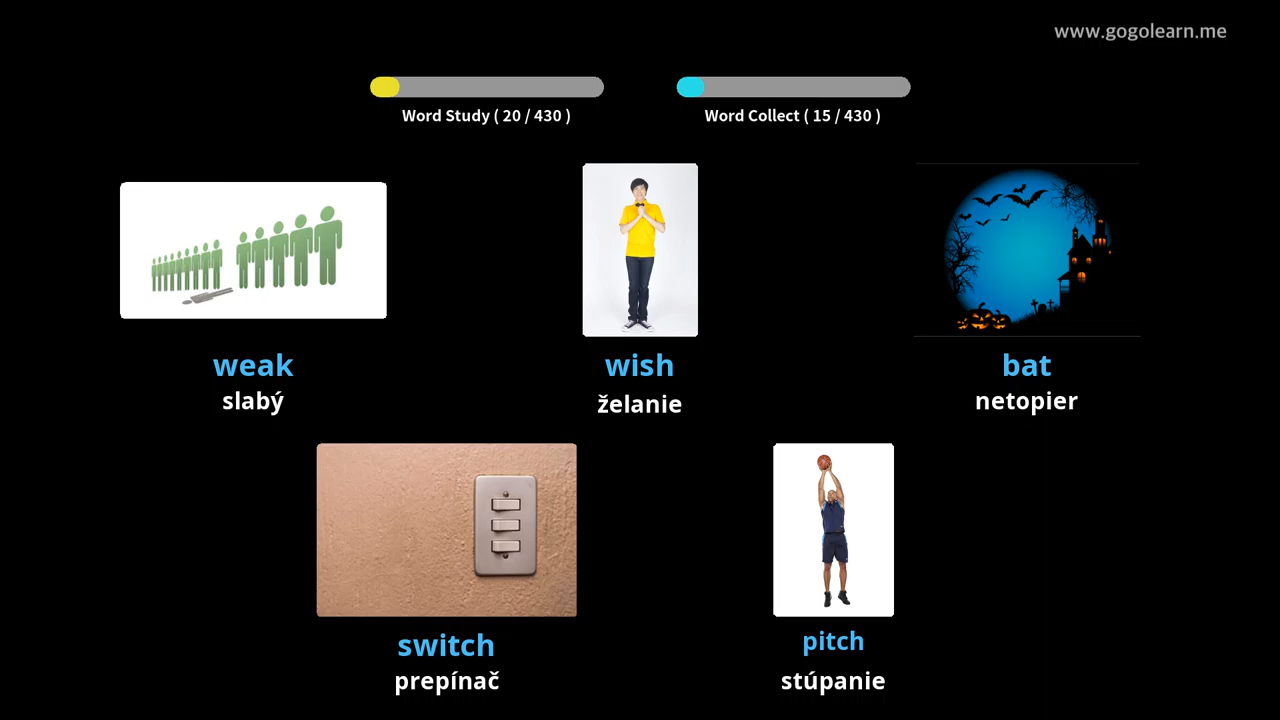 www.gogolearn.me
Word Study ( 20 / 430 )
Word Collect ( 15 / 430 )
weak
slabý
wish
želanie
bat
netopier
switch
prepínač
pitch
stúpanie